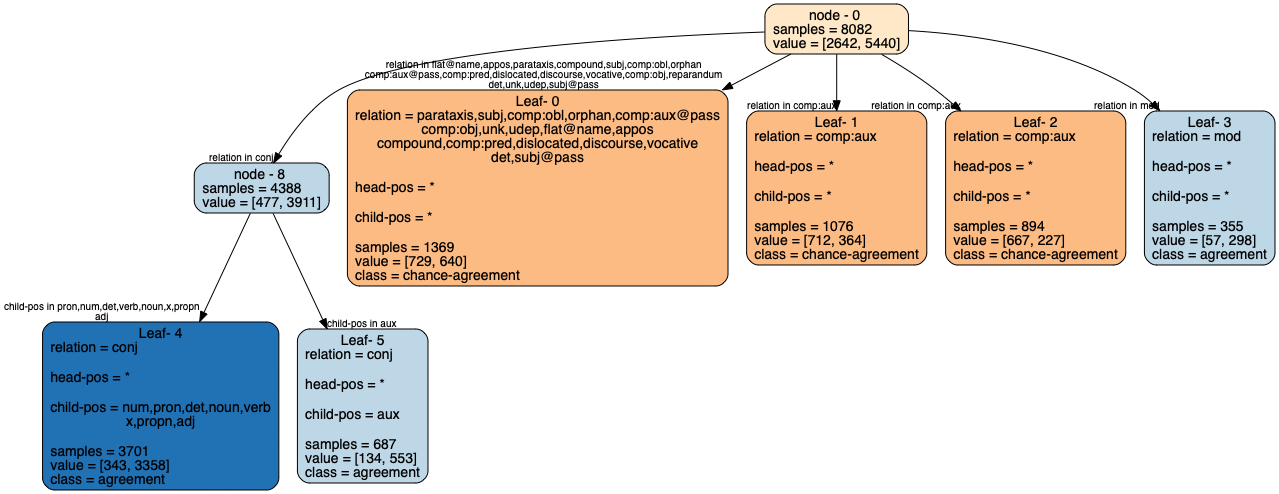 node - 0
samples = 8082
value = [2642, 5440]
relation in flat@name,appos,parataxis,compound,subj,comp:obl,orphan
comp:aux@pass,comp:pred,dislocated,discourse,vocative,comp:obj,reparandum
det,unk,udep,subj@pass
Leaf- 0
relation = parataxis,subj,comp:obl,orphan,comp:aux@pass
comp:obj,unk,udep,flat@name,appos
compound,comp:pred,dislocated,discourse,vocative
det,subj@pass
head-pos = *
child-pos = *
samples = 1369
value = [729, 640]
class = chance-agreement
relation in comp:aux
Leaf- 1
relation = comp:aux
head-pos = *
child-pos = *
samples = 1076
value = [712, 364]
class = chance-agreement
relation in comp:aux
Leaf- 2
relation = comp:aux
head-pos = *
child-pos = *
samples = 894
value = [667, 227]
class = chance-agreement
relation in mod
Leaf- 3
relation = mod
head-pos = *
child-pos = *
samples = 355
value = [57, 298]
class = agreement
relation in conj
node - 8
samples = 4388
value = [477, 3911]
child-pos in pron,num,det,verb,noun,x,propn
adj
Leaf- 4
relation = conj
head-pos = *
child-pos = num,pron,det,noun,verb
x,propn,adj
samples = 3701
value = [343, 3358]
class = agreement
child-pos in aux
Leaf- 5
relation = conj
head-pos = *
child-pos = aux
samples = 687
value = [134, 553]
class = agreement